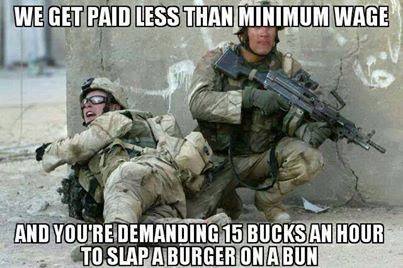 WE GET PAID LESS THAN MINIMUM WAGE
AND YOU'RE DEMANDING 15 BUCKS AN HOUR
TO SLAP A BURGER ON A BUN